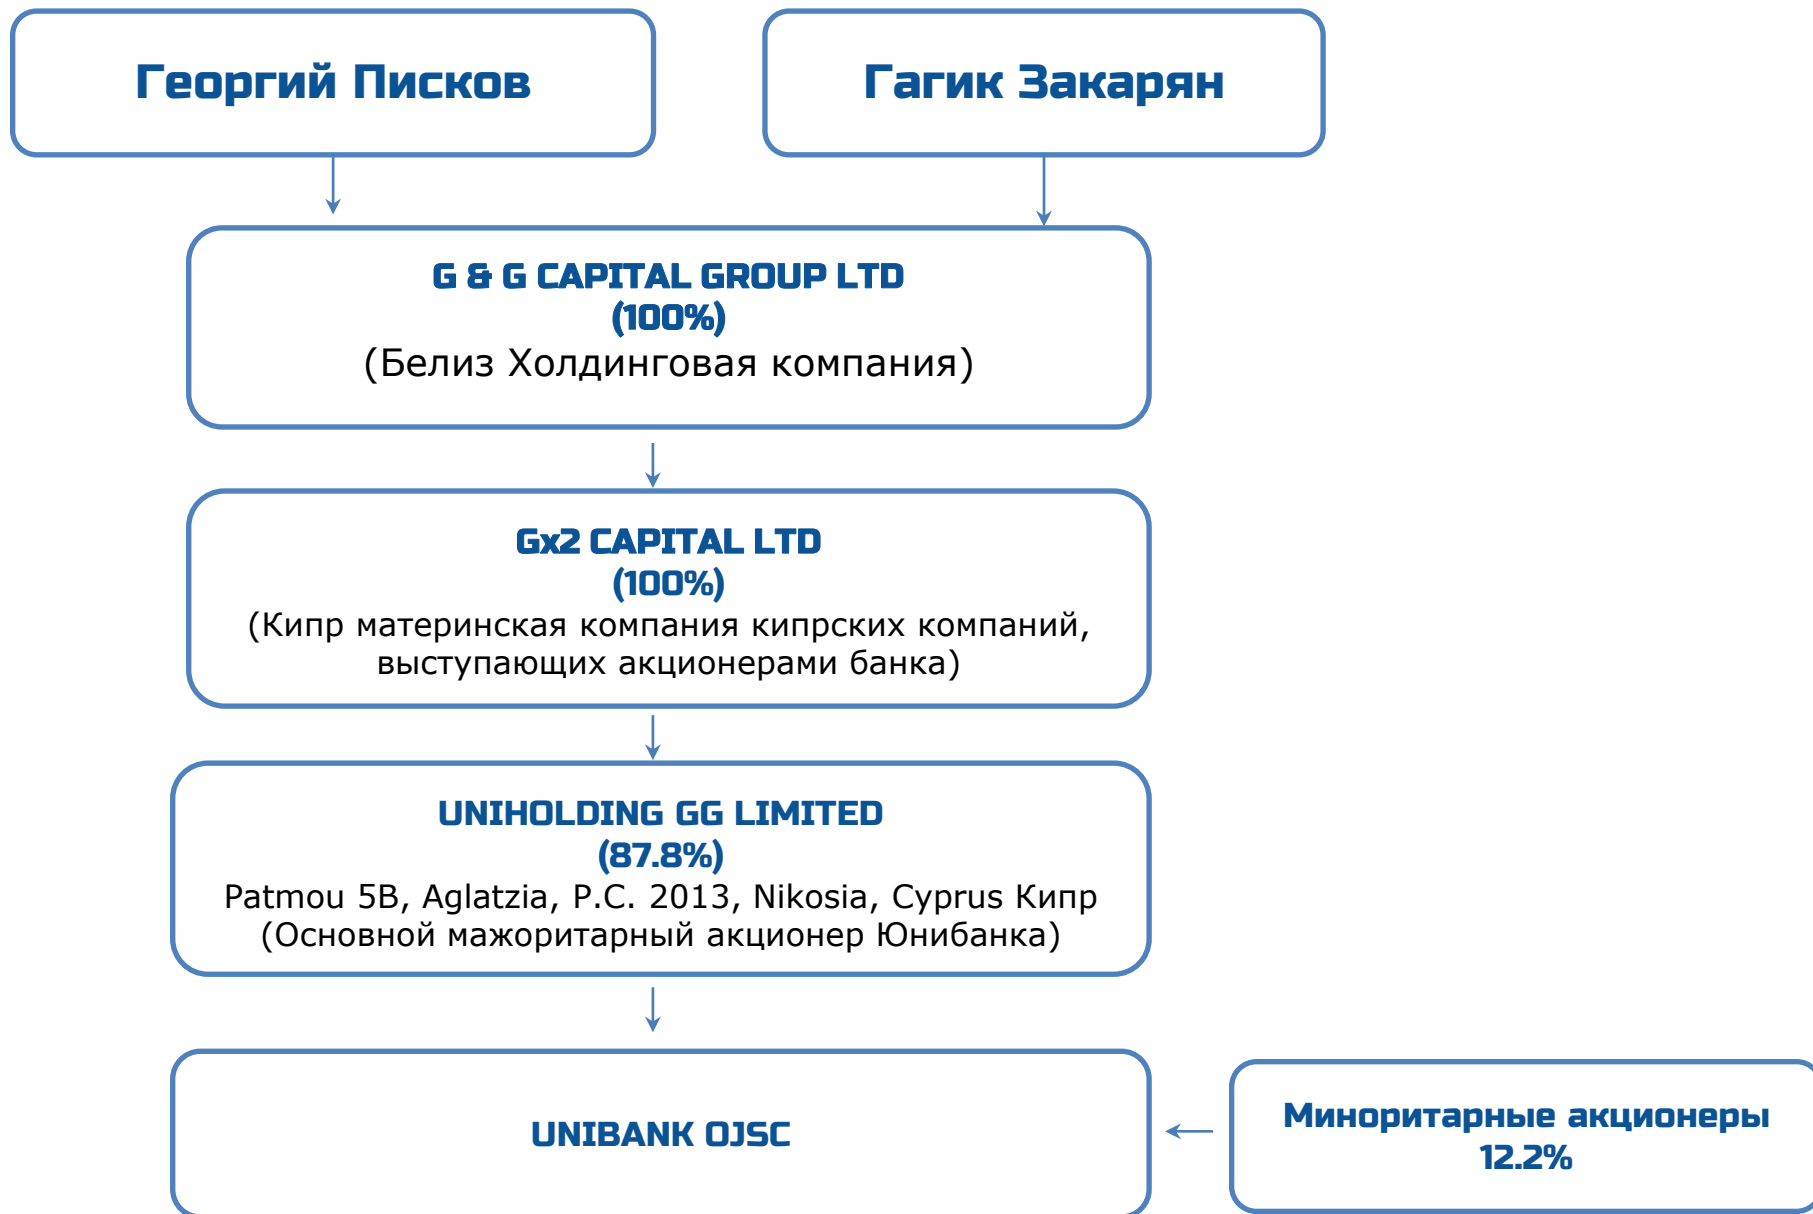 Георгий Писков
Гагик Закарян
G & G CAPITAL GROUP LTD
(100%)
(Белиз Холдинговая компания)
Gx2 CAPITAL LTD
(100%)
(Кипр материнская компания кипрских компаний,
выступающих акционерами банка)
UNIHOLDING GG LIMITED
(87.8%)
Patmou 5B, Aglatzia, P.C. 2013, Nikosia, Cyprus Кипр
(Основной мажоритарный акционер Юнибанка)
UNIBANK OJSC
Миноритарные акционеры
12.2%